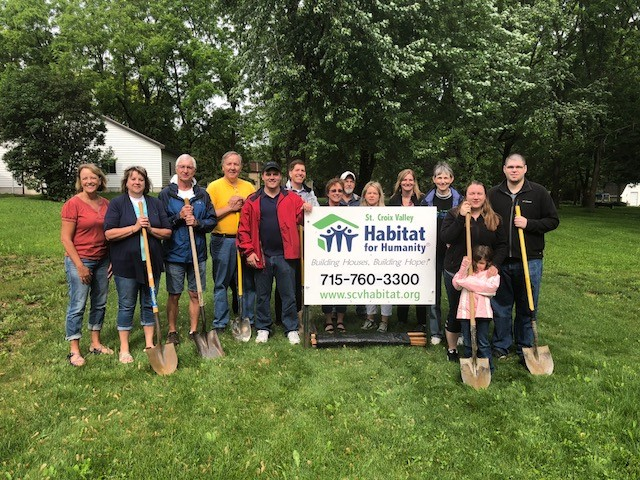 St. Croix Valley
Habitat
for Humanity®
Building Houses, Building Hope!
715-760-3300
www.scvhabitat.org